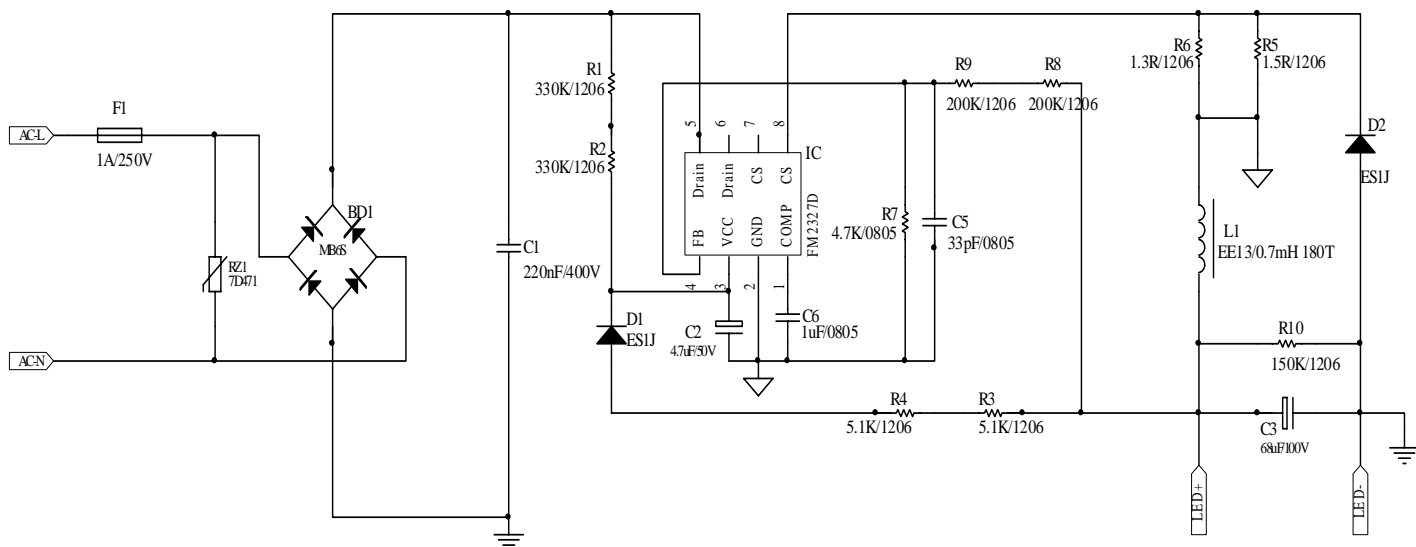 R6
1.3R/1206
R5
1.5R/1206
R1
330K/1206
R9
200K/1206
R8
200K/1206
F1
AC-L
1A/250V
5
6
7
8
D2
ES1J
R2
330K/1206
IC
Drain
Drain
CS
CS
FB
VCC
GND
COMP
FM2327D
BD1
MB6S
R7
4.7K/0805
C5
33pF/0805
C1
220nF/400V
L1
EE13/0.7mH 180T
RZ1
7D471
4
3
2
1
D1
ES1J
C2
4.7uF/50V
C6
1uF/0805
R10
150K/1206
AC-N
R4
5.1K/1206
R3
5.1K/1206
C3
68uF/100V
LED+
LED-